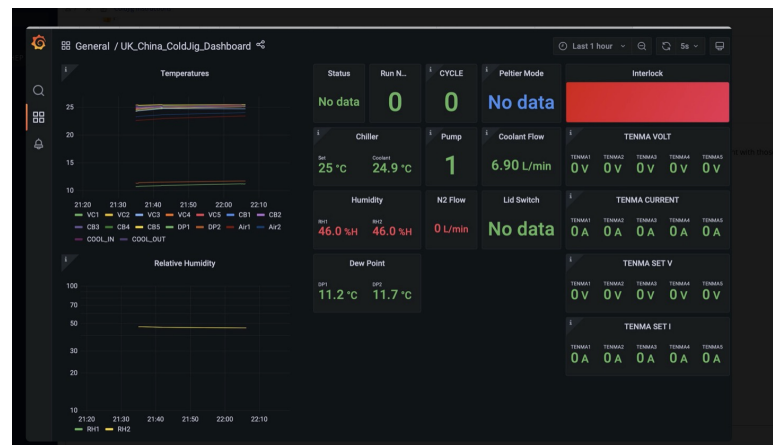 General / UK_China_ColdJig_Dashboard
Last 1 hour
5s
Temperatures
25
20
15
10
21:20 21:30 21:40 21:50 22:00 22:10
VC1 VC2 VC3 VC4 VC5 CB1 CB2
CB3 CB4 CB5 DP1 DP2 Air1 Air2
COOL_IN COOL_OUT
Relative Humidity
100
70
50
30
20
10
21:20 21:30 21:40 21:50 22:00 22:10
RH1 RH2
Status
No data
Run N...
0
CYCLE
0
Peltier Mode
No data
Interlock
Chiller
Set Coolant
25 °C 24.9 °C
Pump
1
Coolant Flow
6.90 L/min
TENMA VOLT
TENMA1 TENMA2 TENMA3 TENMA4 TENMA5
0 V 0 V 0 V 0 V 0 V
Humidity
RH1 RH2
46.0 %H 46.0 %H
N2 Flow
0 L/min
Lid Switch
No data
TENMA CURRENT
TENMA1 TENMA2 TENMA3 TENMA4 TENMA5
0 A 0 A 0 A 0 A 0 A
Dew Point
DP1 DP2
11.2 °C 11.7 °C
TENMA SET V
TENMA1 TENMA2 TENMA3 TENMA4 TENMA5
0 V 0 V 0 V 0 V 0 V
TENMA SET I
TENMA1 TENMA2 TENMA3 TENMA4 TENMA5
0 A 0 A 0 A 0 A 0 A